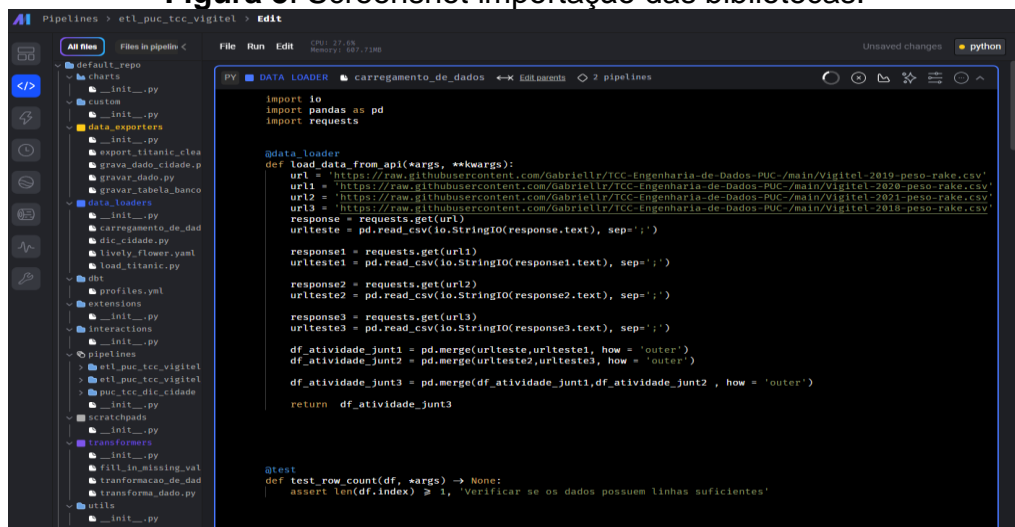 Figura 3. Screenshot importação das bibliotecas.
Pipelines > etl_puc_tcc_vigitel > Edit
All files
Files in pipelin <
File Run Edit
CPU: 27.6%
Memory: 607.71MB
Unsaved changes
python
default_repo
charts
__init__.py
custom
__init__.py
data_exporters
__init__.py
export_titanic_clea
grava_dado_cidade.p
gravar_dado.py
gravar_tabela_banco
data_loaders
__init__.py
carregamento_de_dad
dic_cidade.py
lively_flower.yaml
load_titanic.py
dbt
profiles.yml
extensions
__init__.py
interactions
__init__.py
pipelines
etl_puc_tcc_vigitel
etl_puc_tcc_vigitel
puc_tcc_dic_cidade
__init__.py
scratchpads
__init__.py
transformers
__init__.py
fill_in_missing_val
tranformacao_de_dad
transforma_dado.py
utils
__init__.py
PY DATA LOADER carregamento_de_dados Edit parents 2 pipelines
import io
import pandas as pd
import requests
@data_loader
def load_data_from_api(*args, **kwargs):
url = 'https://raw.githubusercontent.com/Gabriellr/TCC-Engenharia-de-Dados-PUC-/main/Vigitel-2019-peso-rake.csv'
url1 = 'https://raw.githubusercontent.com/Gabriellr/TCC-Engenharia-de-Dados-PUC-/main/Vigitel-2020-peso-rake.csv'
url2 = 'https://raw.githubusercontent.com/Gabriellr/TCC-Engenharia-de-Dados-PUC-/main/Vigitel-2021-peso-rake.csv'
url3 = 'https://raw.githubusercontent.com/Gabriellr/TCC-Engenharia-de-Dados-PUC-/main/Vigitel-2018-peso-rake.csv'
response = requests.get(url)
urlteste = pd.read_csv(io.StringIO(response.text), sep=';')
response1 = requests.get(url1)
urlteste1 = pd.read_csv(io.StringIO(response1.text), sep=';')
response2 = requests.get(url2)
urlteste2 = pd.read_csv(io.StringIO(response2.text), sep=';')
response3 = requests.get(url3)
urlteste3 = pd.read_csv(io.StringIO(response3.text), sep=';')
df_atividade_junt1 = pd.merge(urlteste,urlteste1, how = 'outer')
df_atividade_junt2 = pd.merge(urlteste2,urlteste3, how = 'outer')
df_atividade_junt3 = pd.merge(df_atividade_junt1,df_atividade_junt2 , how = 'outer')
return df_atividade_junt3
@test
def test_row_count(df, *args) → None:
assert len(df.index) ≥ 1, 'Verificar se os dados possuem linhas suficientes'